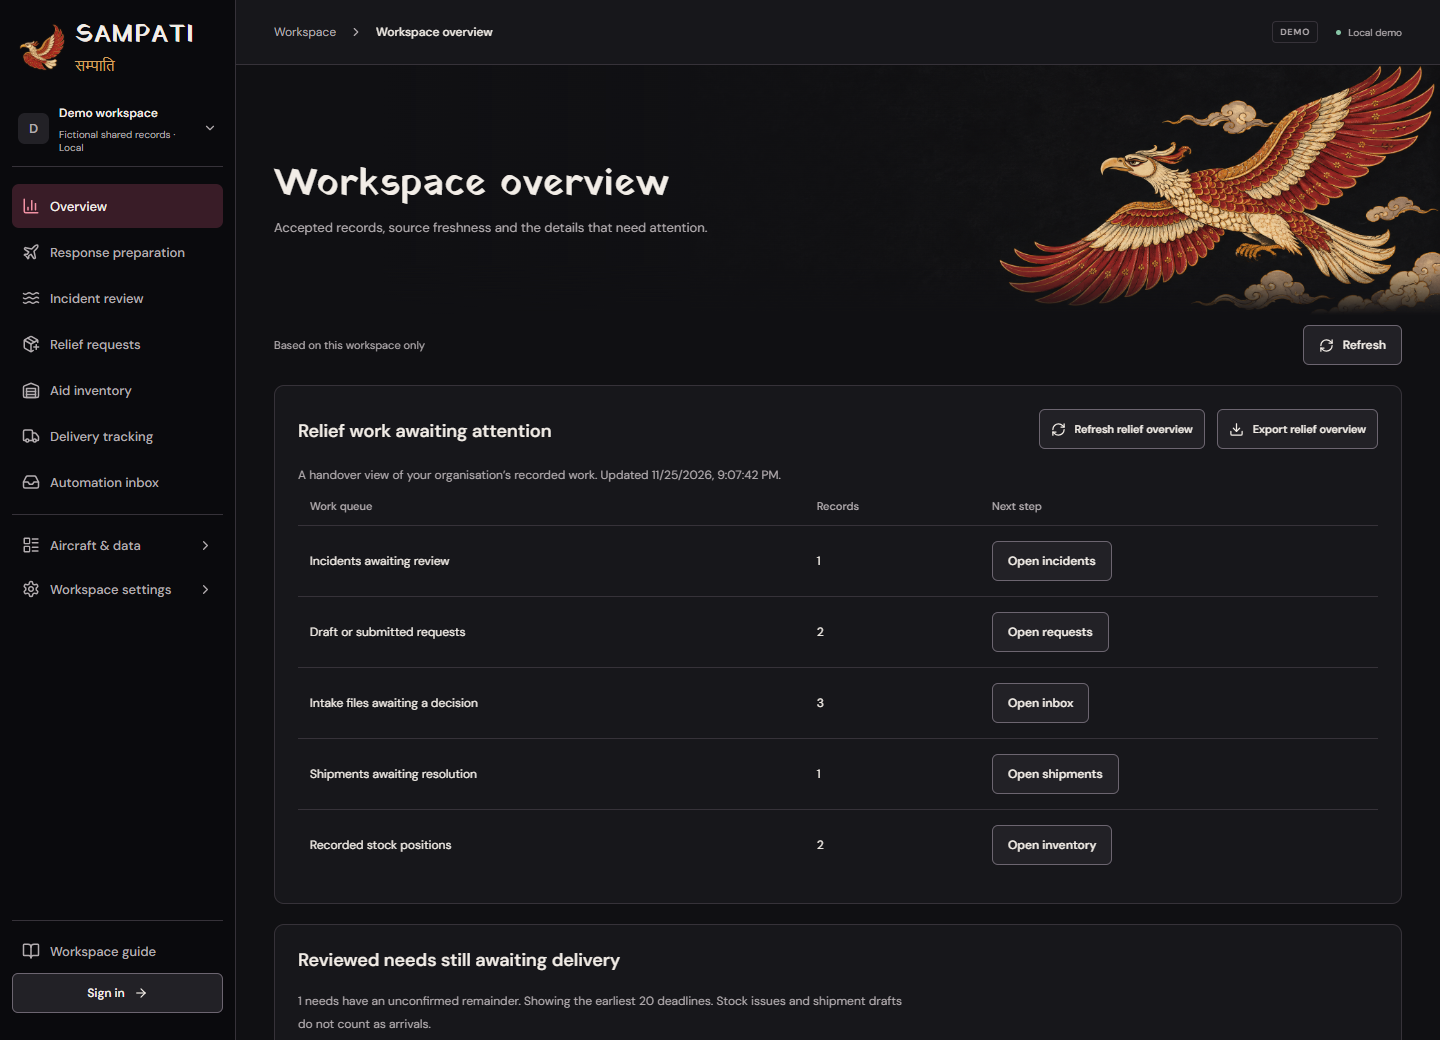 SAMPATI
सम्पाति
D
Demo workspace
Fictional shared records ·
Local
Overview
Response preparation
Incident review
Relief requests
Aid inventory
Delivery tracking
Automation inbox
Aircraft & data
Workspace settings
Workspace guide
Sign in
Workspace
Workspace overview
DEMO
Local demo
Workspace overview
Accepted records, source freshness and the details that need attention.
Based on this workspace only
Refresh
Relief work awaiting attention
Refresh relief overview
Export relief overview
A handover view of your organisation’s recorded work. Updated 11/25/2026, 9:07:42 PM.
Work queue Records Next step
Incidents awaiting review 1 Open incidents
Draft or submitted requests 2 Open requests
Intake files awaiting a decision 3 Open inbox
Shipments awaiting resolution 1 Open shipments
Recorded stock positions 2 Open inventory
Reviewed needs still awaiting delivery
1 needs have an unconfirmed remainder. Showing the earliest 20 deadlines. Stock issues and shipment drafts
do not count as arrivals.